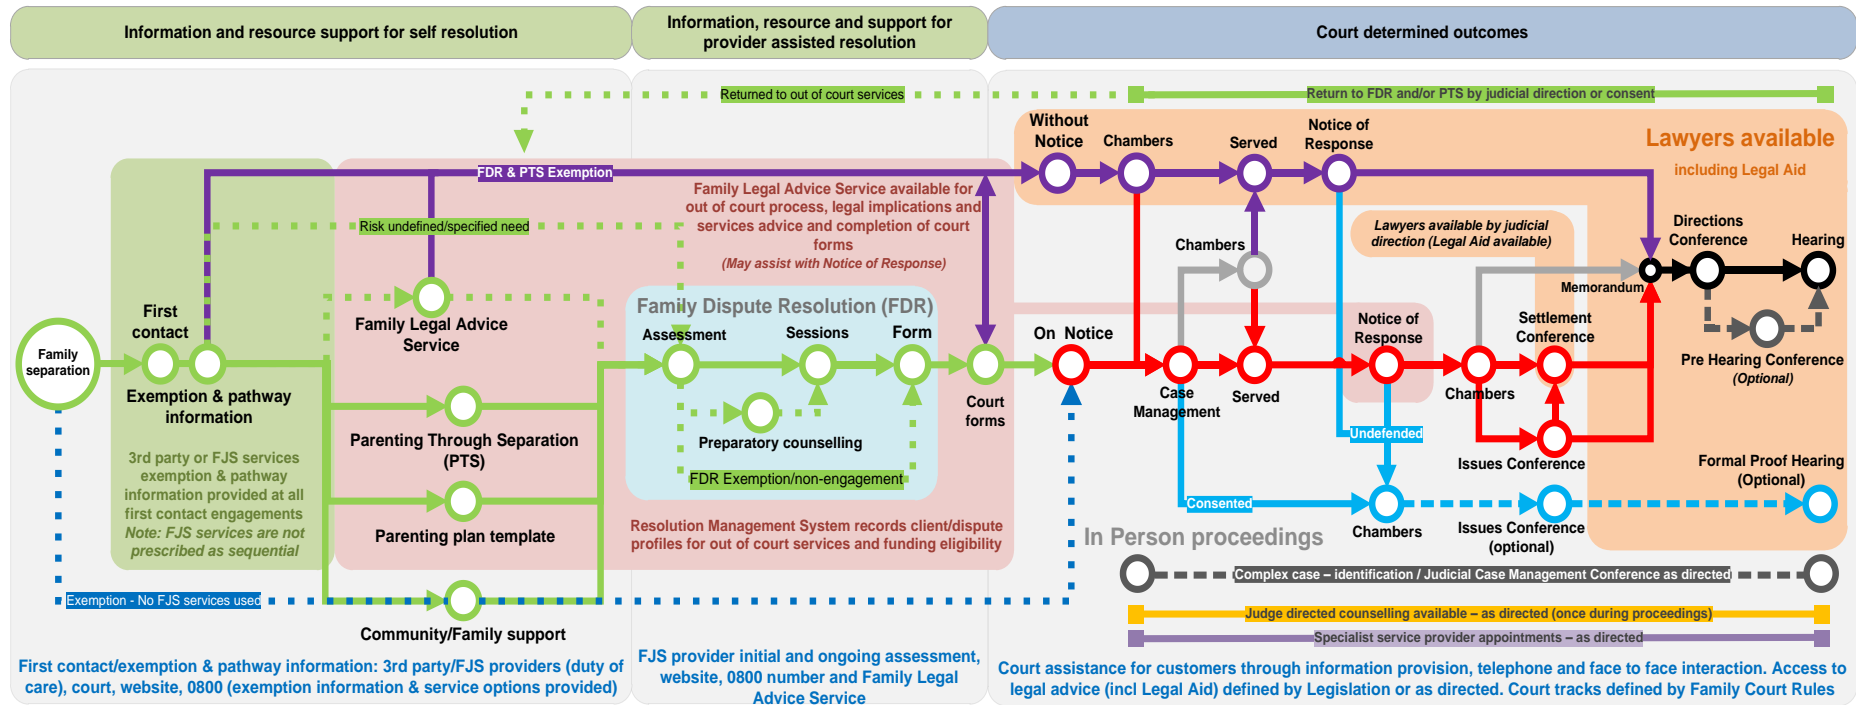 Information and resource support for self resolution
Information, resource and support for
provider assisted resolution
Court determined outcomes
Returned to out of court services
Return to FDR and/or PTS by judicial direction or consent
Without
Notice
Chambers
Served
Notice of
Response
Lawyers available
including Legal Aid
FDR & PTS Exemption
Family Legal Advice Service available for
out of court process, legal implications and
services advice and completion of court
forms
(May assist with Notice of Response)
Risk undefined/specified need
Lawyers available by judicial
direction (Legal Aid available)
Directions
Conference
Hearing
Chambers
Memorandum
First
contact
Family Legal Advice
Service
Family Dispute Resolution (FDR)
Assessment
Sessions
Form
On Notice
Notice of
Response
Settlement
Conference
Family
separation
Pre Hearing Conference
(Optional)
Exemption & pathway
information
Court
forms
Case
Management
Served
Chambers
Parenting Through Separation
(PTS)
Preparatory counselling
Undefended
3rd party or FJS services
exemption & pathway
information provided at all
first contact engagements
Note: FJS services are not
prescribed as sequential
FDR Exemption/non-engagement
Issues Conference
Formal Proof Hearing
(Optional)
Consented
Parenting plan template
Resolution Management System records client/dispute
profiles for out of court services and funding eligibility
Chambers
Issues Conference
(optional)
In Person proceedings
Complex case – identification / Judicial Case Management Conference as directed
Exemption - No FJS services used
Judge directed counselling available – as directed (once during proceedings)
Community/Family support
Specialist service provider appointments – as directed
First contact/exemption & pathway information: 3rd party/FJS providers (duty of
care), court, website, 0800 (exemption information & service options provided)
FJS provider initial and ongoing assessment,
website, 0800 number and Family Legal
Advice Service
Court assistance for customers through information provision, telephone and face to face interaction. Access to
legal advice (incl Legal Aid) defined by Legislation or as directed. Court tracks defined by Family Court Rules